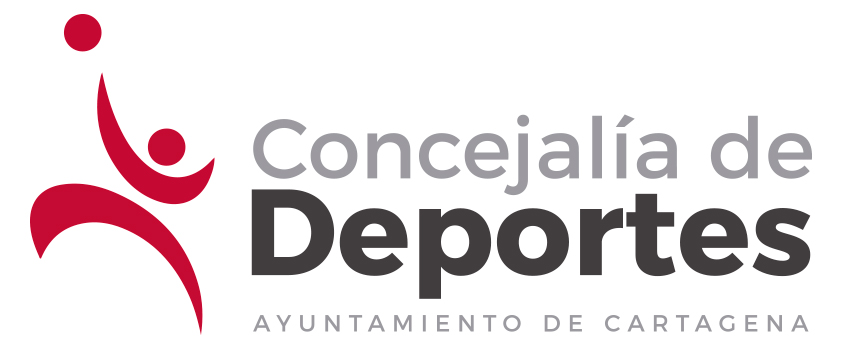 Concejalía de
Deportes
AYUNTAMIENTO DE CARTAGENA